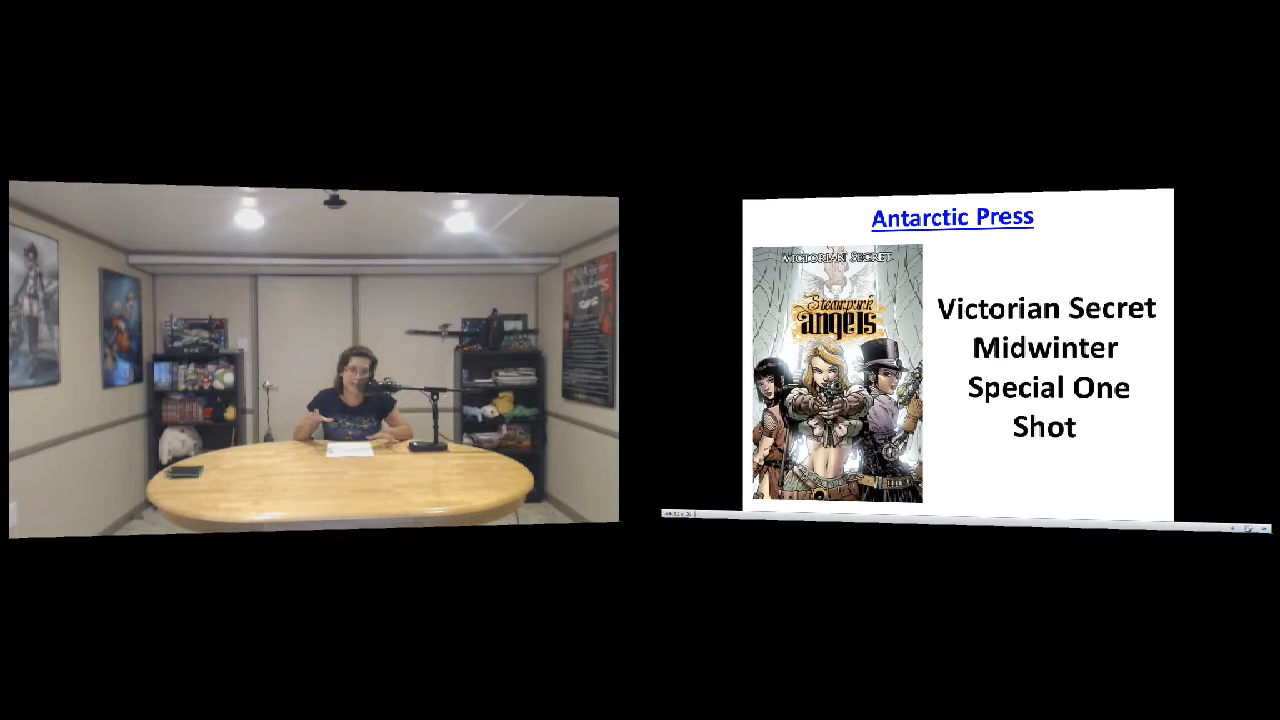 Antarctic Press
VICTORIAN SECRET
Steampunk
angels
Victorian Secret
Midwinter
Special One
Shot